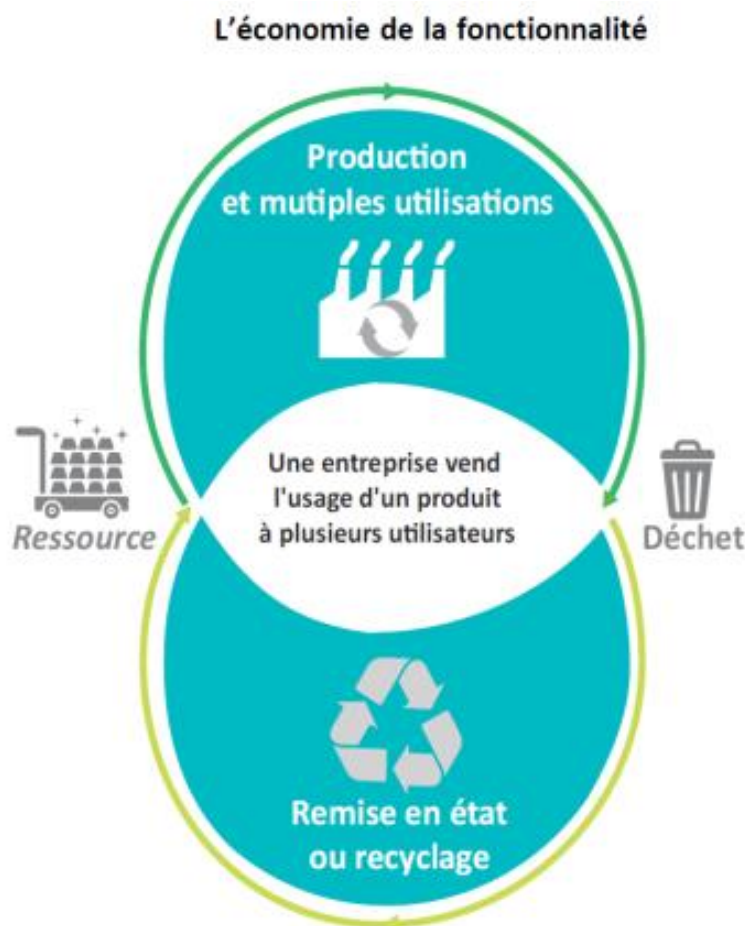 L'économie de la fonctionnalité
Production
et mutiples utilisations
Une entreprise vend
l'usage d'un produit
à plusieurs utilisateurs
Ressource
Déchet
Remise en état
ou recyclage